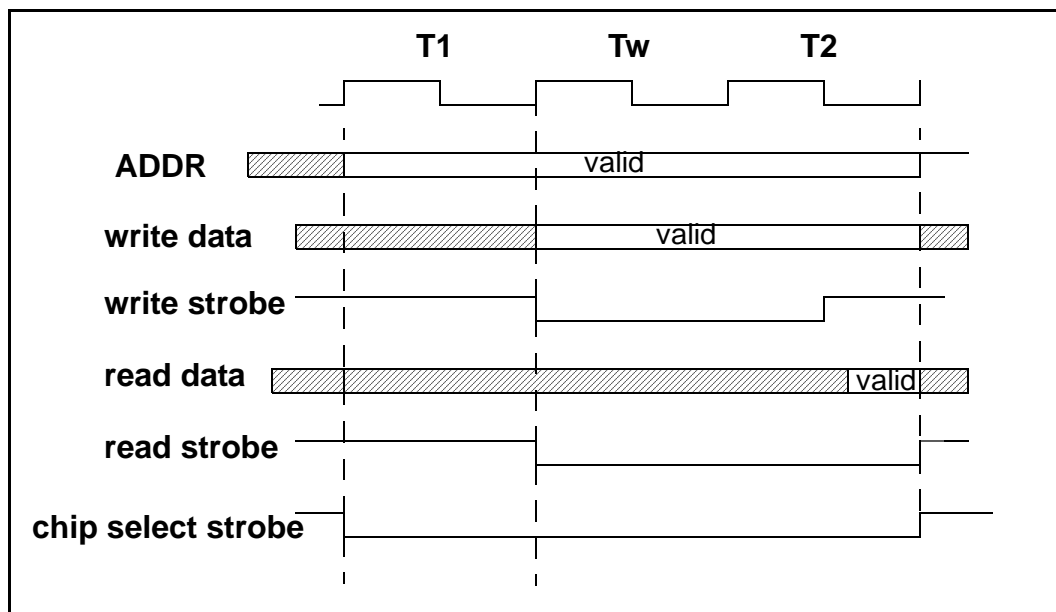 T1 Tw T2
ADDR valid
write data valid
write strobe
read data valid
read strobe
chip select strobe